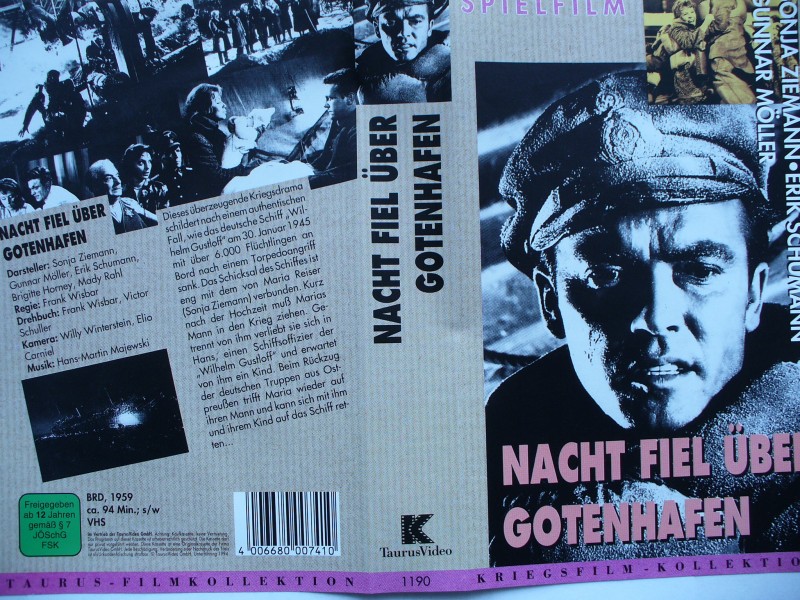 NACHT FIEL ÜBER
GOTENHAFEN
Darsteller: Sonja Ziemann,
Gunnar Möller, Erik Schumann,
Brigitte Horney, Mady Rahl
Regie: Frank Wisbar
Drehbuch: Frank Wisbar, Victor
Schuller
Kamera: Willy Winterstein, Elio
Carniel
Musik: Hans-Martin Majewski
Dieses überzeugende Kriegsdrama
schildert nach einem authentischen
Fall, wie das deutsche Schiff „Wil-
helm Gustloff" am 30. Januar 1945
mit über 6.000 Flüchtlingen an
Bord nach einem Torpedoangriff
sank. Das Schicksal des Schiffes ist
eng mit dem von Maria Reiser
(Sonja Ziemann) verbunden. Kurz
nach der Hochzeit muß Marias
Mann in den Krieg ziehen. Ge-
trennt von ihm verliebt sie sich in
Hans, einen Schiffsoffizier der
„Wilhelm Gustloff" und erwartet
von ihm ein Kind. Beim Rückzug
der deutschen Truppen aus Ost-
preußen trifft Maria wieder auf
ihren Mann und kann sich mit ihm
und ihrem Kind auf das Schiff ret-
ten...
Freigegeben
ab 12 Jahren
gemäß § 7
JÖSchG
FSK
BRD, 1959
ca. 94 Min.; s/w
VHS
4 006680 007410
TAURUS-FILMKOLLEKTION
NACHT FIEL ÜBER
GOTENHAFEN
K
TaurusVideo
1190
SPIELFILM
ONJA ZIEMANN • ERIK SCHUMANN
GUNNAR MÖLLER
NACHT FIEL ÜBE
GOTENHAFEN
KRIEGSFILM-KOLLEKT